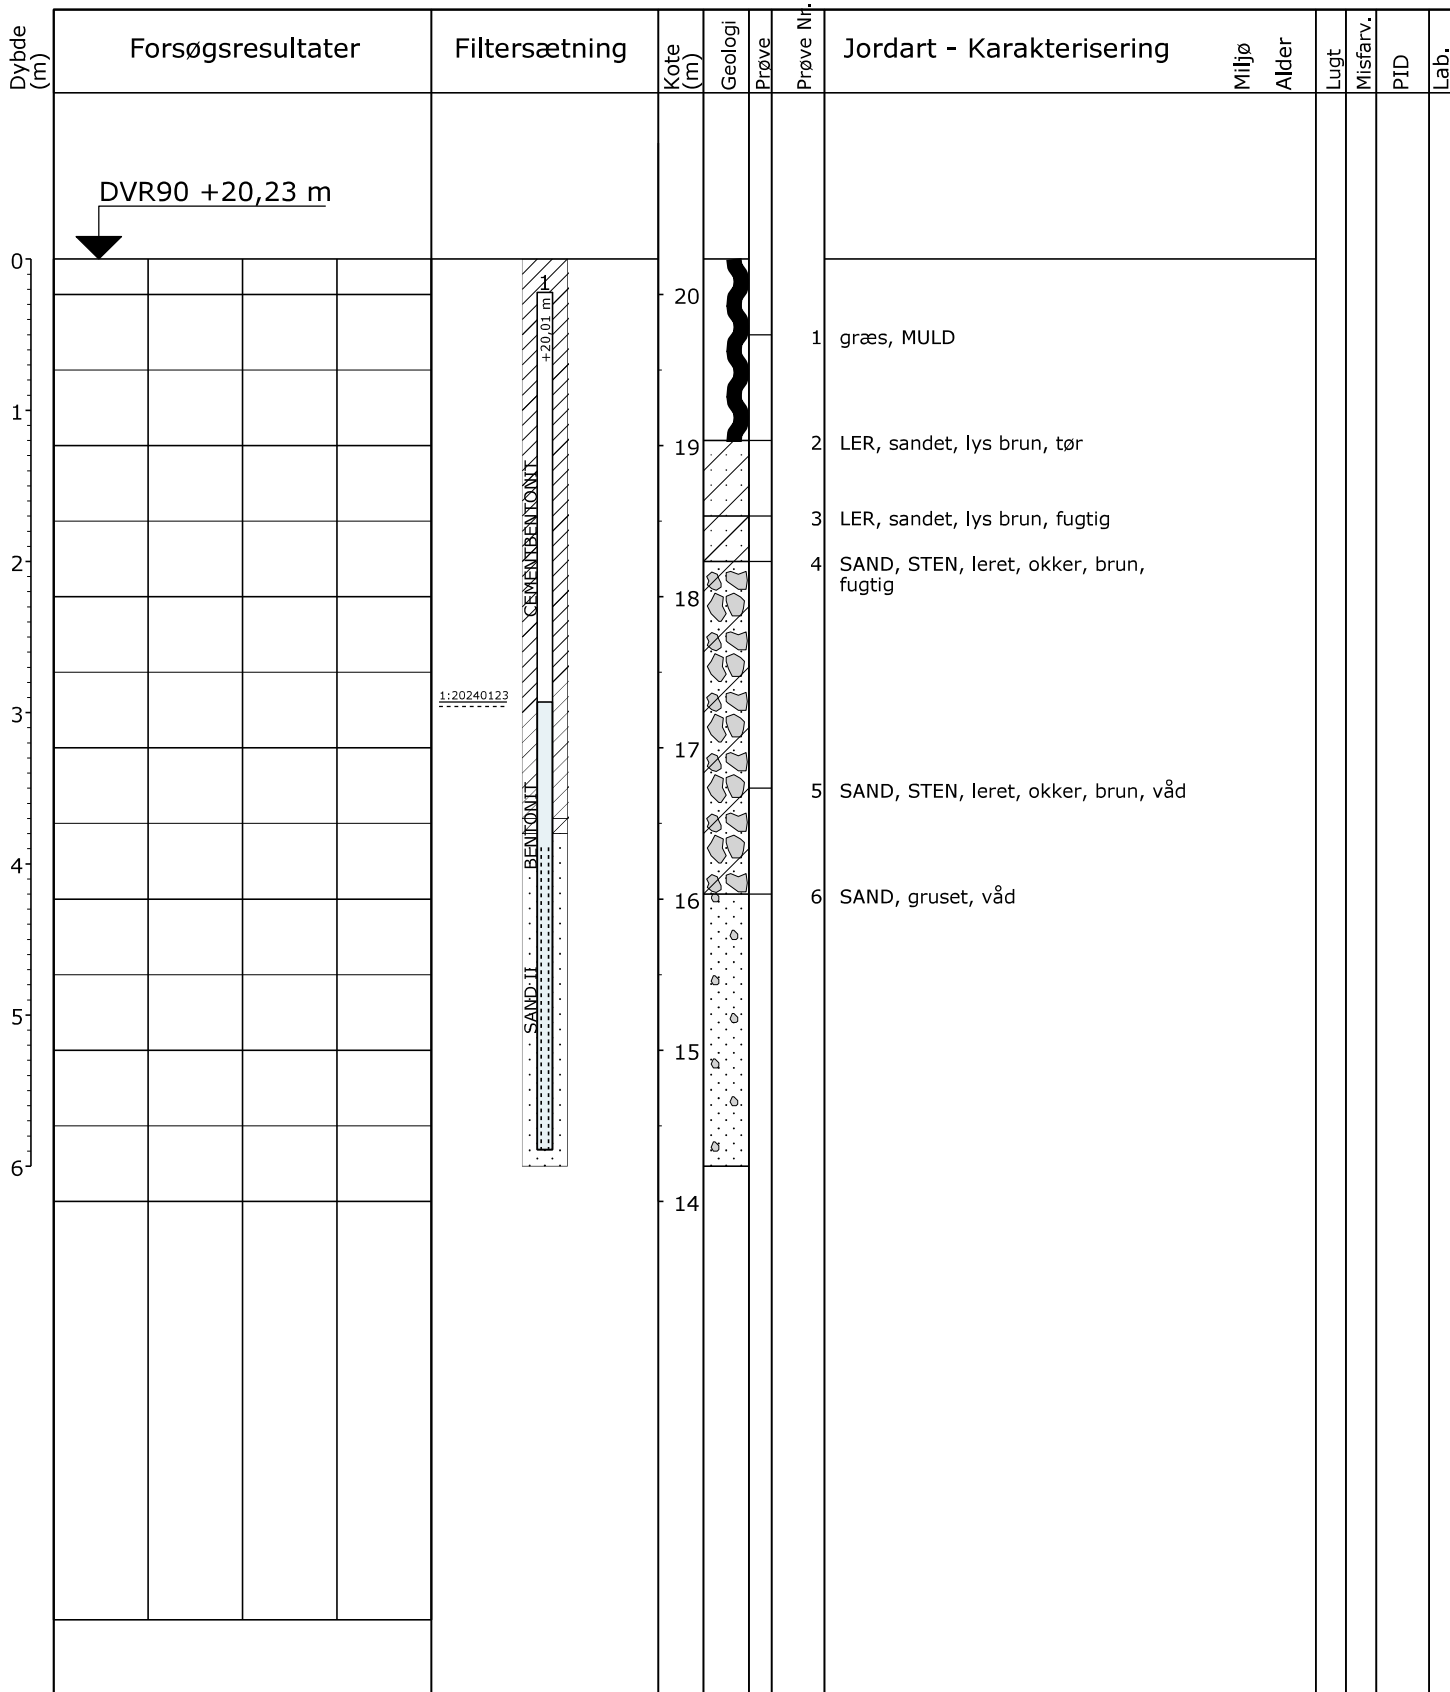 Dybde
(m)
Forsøgsresultater
Filtersætning
Kote
(m)
Geologi
Prøve
Prøve Nr.
Jordart - Karakterisering
Miljø
Alder
Lugt
Misfarv.
PID
Lab.
DVR90 +20,23 m
0
1
2
3
4
5
6
1
+20,01 m
CEMENTBENTONIT
1:20240123
BENTONIT
SAND II
20
19
18
17
16
15
14
1 græs, MULD
2 LER, sandet, lys brun, tør
3 LER, sandet, lys brun, fugtig
4 SAND, STEN, leret, okker, brun,
fugtig
5 SAND, STEN, leret, okker, brun, våd
6 SAND, gruset, våd